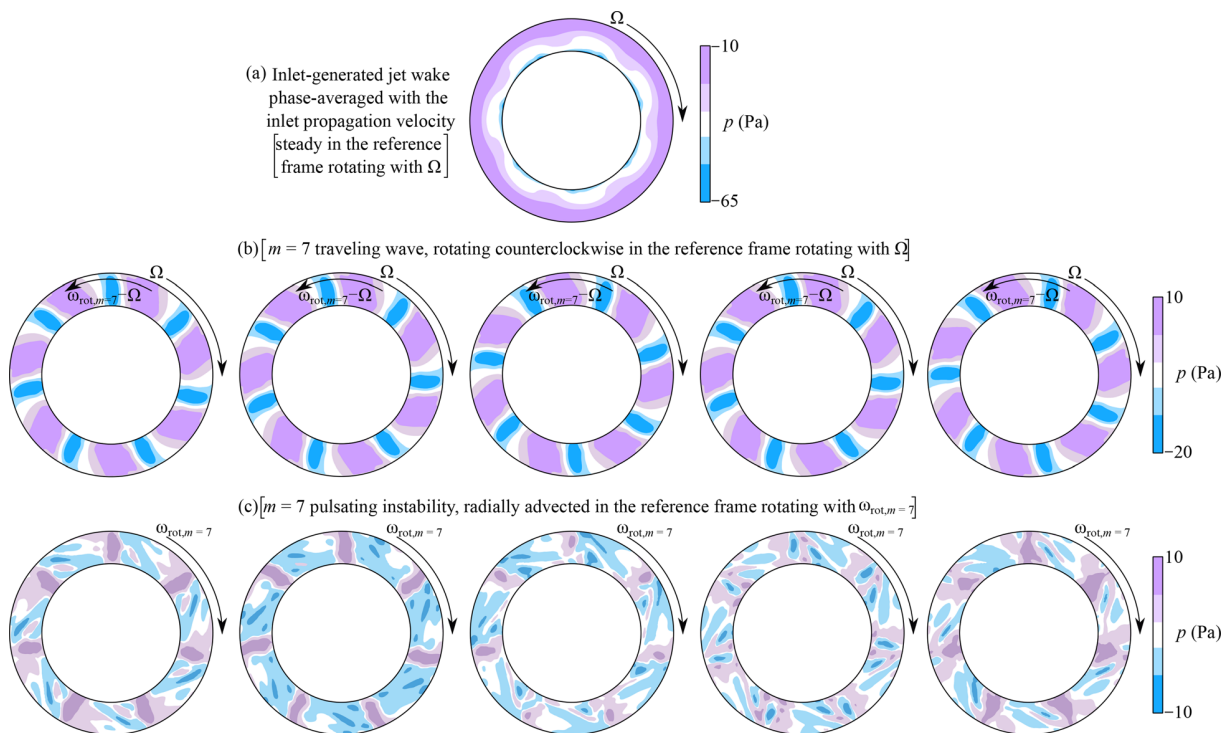 Ω
(a) Inlet-generated jet wake
phase-averaged with the
inlet propagation velocity
[steady in the reference
frame rotating with Ω]
−10
p (Pa)
−65
(b) [m = 7 traveling wave, rotating counterclockwise in the reference frame rotating with Ω]
Ω Ω Ω Ω Ω
ωrot,m=7−Ω ωrot,m=7−Ω ωrot,m=7−Ω ωrot,m=7−Ω ωrot,m=7−Ω
10
p (Pa)
−20
(c) [m = 7 pulsating instability, radially advected in the reference frame rotating with ωrot,m = 7]
ωrot,m = 7 ωrot,m = 7 ωrot,m = 7 ωrot,m = 7 ωrot,m = 7
10
p (Pa)
−10